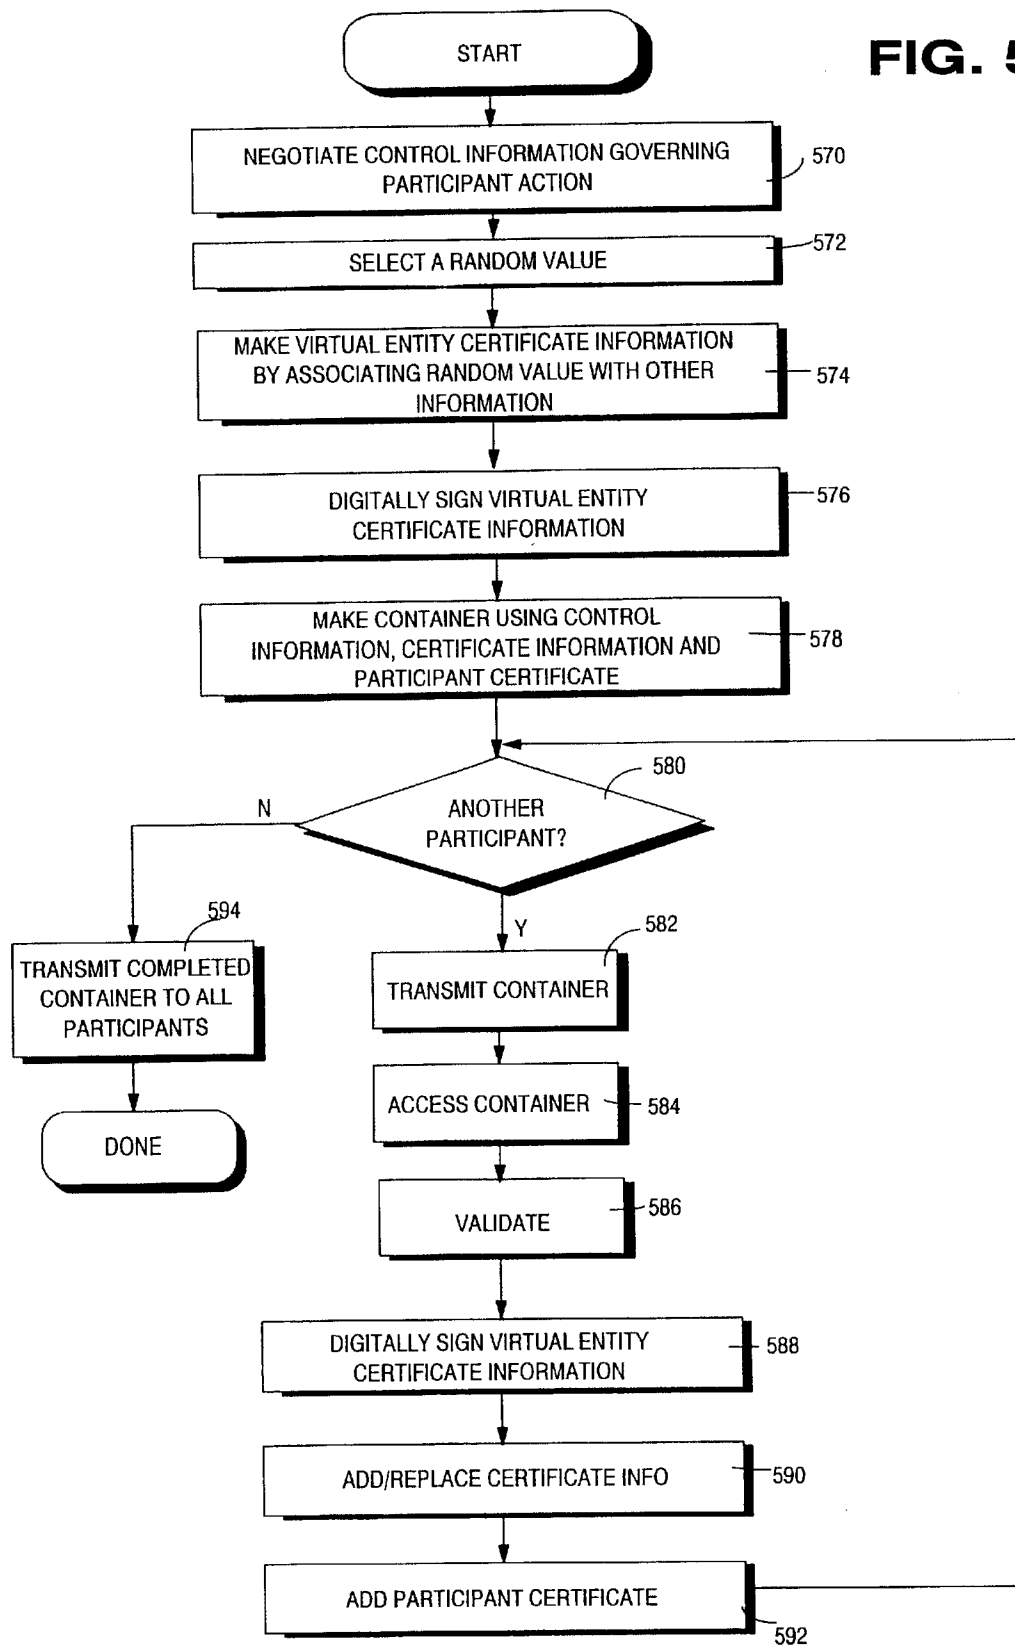 START
FIG. 5
NEGOTIATE CONTROL INFORMATION GOVERNING
PARTICIPANT ACTION
570
SELECT A RANDOM VALUE
572
MAKE VIRTUAL ENTITY CERTIFICATE INFORMATION
BY ASSOCIATING RANDOM VALUE WITH OTHER
INFORMATION
574
DIGITALLY SIGN VIRTUAL ENTITY
CERTIFICATE INFORMATION
576
MAKE CONTAINER USING CONTROL
INFORMATION, CERTIFICATE INFORMATION AND
PARTICIPANT CERTIFICATE
578
580
ANOTHER
PARTICIPANT?
N
Y
594
TRANSMIT COMPLETED
CONTAINER TO ALL
PARTICIPANTS
DONE
582
TRANSMIT CONTAINER
ACCESS CONTAINER
584
VALIDATE
586
DIGITALLY SIGN VIRTUAL ENTITY
CERTIFICATE INFORMATION
588
ADD/REPLACE CERTIFICATE INFO
590
ADD PARTICIPANT CERTIFICATE
592